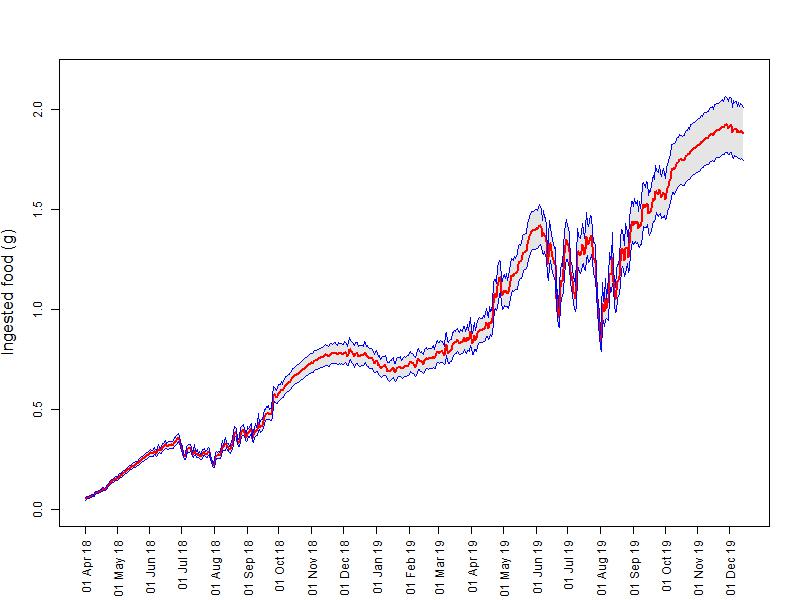 Ingested food (g)
2.0
1.5
1.0
0.5
0.0
01 Apr 18
01 May 18
01 Jun 18
01 Jul 18
01 Aug 18
01 Sep 18
01 Oct 18
01 Nov 18
01 Dec 18
01 Jan 19
01 Feb 19
01 Mar 19
01 Apr 19
01 May 19
01 Jun 19
01 Jul 19
01 Aug 19
01 Sep 19
01 Oct 19
01 Nov 19
01 Dec 19